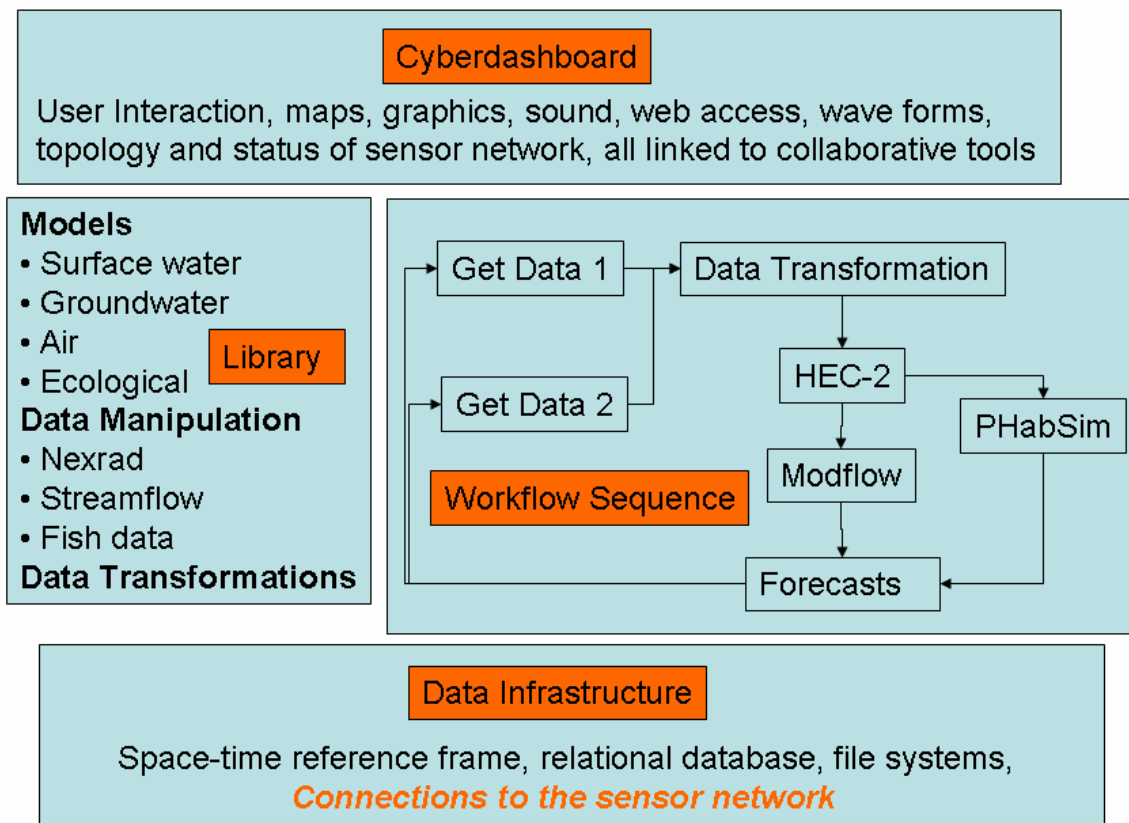 Cyberdashboard
User Interaction, maps, graphics, sound, web access, wave forms,
topology and status of sensor network, all linked to collaborative tools
Models
• Surface water
• Groundwater
• Air
• Ecological
Library
Data Manipulation
• Nexrad
• Streamflow
• Fish data
Data Transformations
Get Data 1
Data Transformation
HEC-2
Get Data 2
PHabSim
Modflow
Workflow Sequence
Forecasts
Data Infrastructure
Space-time reference frame, relational database, file systems,
Connections to the sensor network